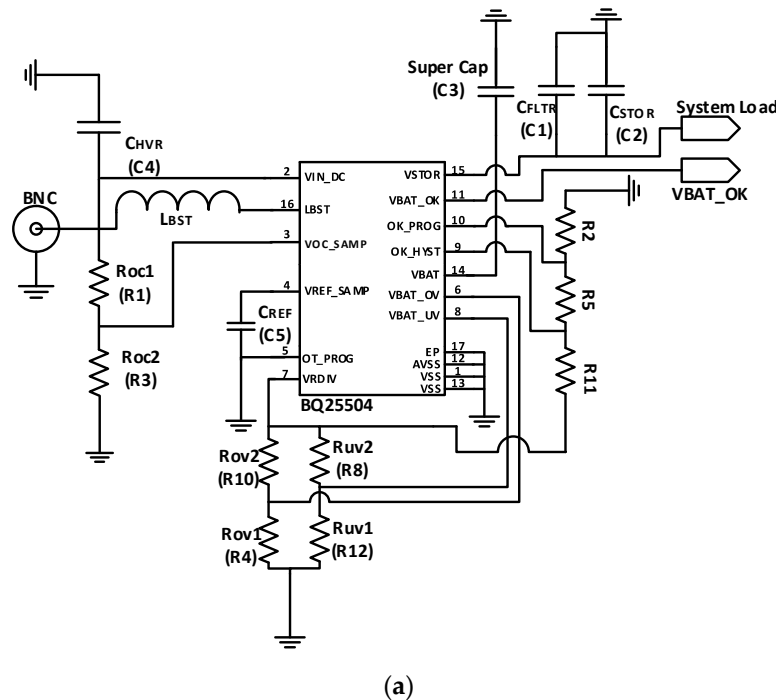 Super Cap
(C3)
CFLTR
(C1)
CSTOR
(C2)
System Load
VBAT_OK
CHVR
(C4)
BNC
LBST
Roc1
(R1)
Roc2
(R3)
CREF
(C5)
2 VIN_DC
16 LBST
3 VOC_SAMP
4 VREF_SAMP
5 OT_PROG
7 VRDIV
VSTOR 15
VBAT_OK 11
OK_PROG 10
OK_HYST 9
VBAT 14
VBAT_OV 6
VBAT_UV 8
EP 17
AVSS 12
VSS 1
VSS 13
BQ25504
R2
R5
R11
Rov2
(R10)
Ruv2
(R8)
Rov1
(R4)
Ruv1
(R12)
(a)